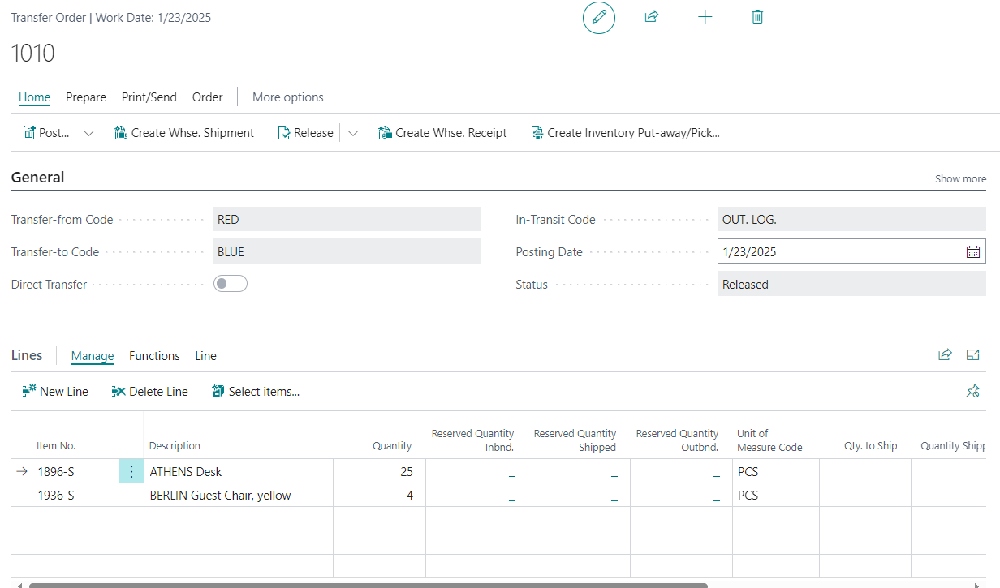 Transfer Order | Work Date: 1/23/2025
1010
Home Prepare Print/Send Order More options
Post... Create Whse. Shipment Release Create Whse. Receipt Create Inventory Put-away/Pick...
General Show more
Transfer-from Code RED In-Transit Code OUT. LOG.
Transfer-to Code BLUE Posting Date 1/23/2025
Direct Transfer Status Released
Lines Manage Functions Line
New Line Delete Line Select items...
Reserved Quantity Reserved Quantity Reserved Quantity Unit of
Item No. Description Quantity Inbnd. Shipped Outbnd. Measure Code Qty. to Ship Quantity Shipp
1896-S ATHENS Desk 25 _ _ _ PCS
1936-S BERLIN Guest Chair, yellow 4 _ _ _ PCS